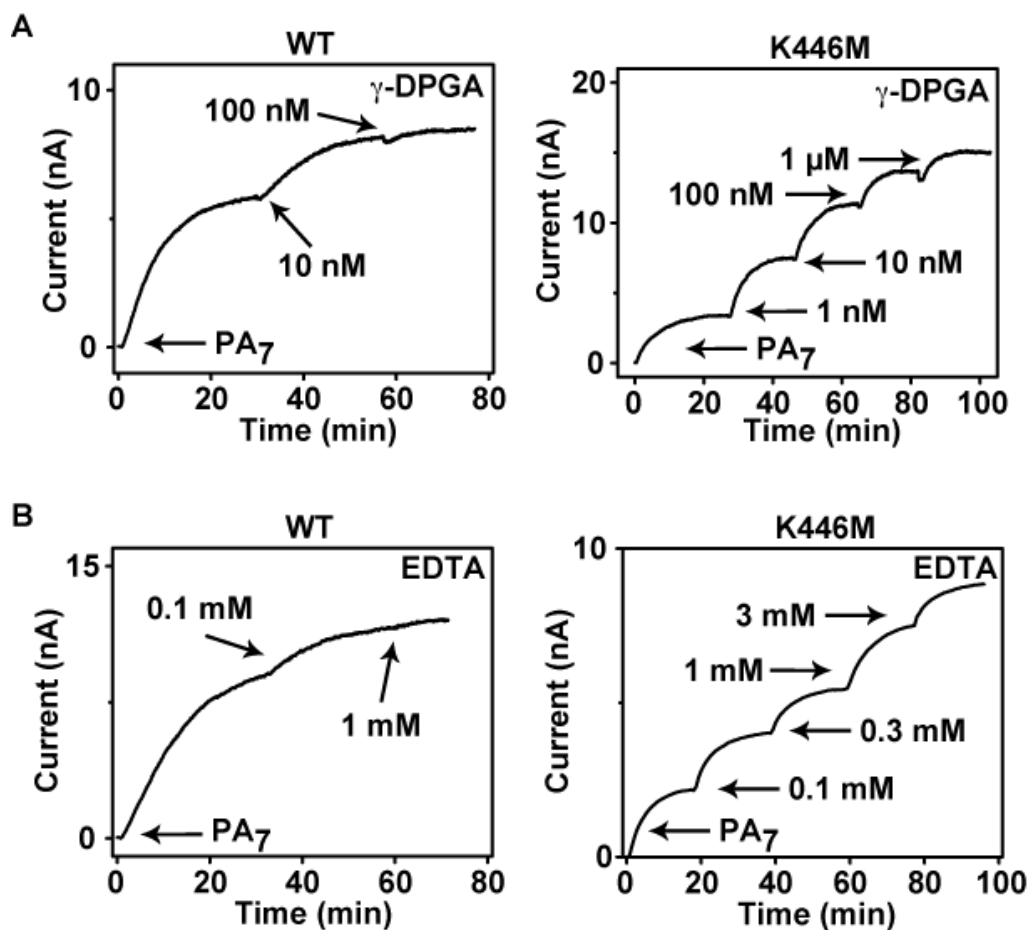 A
WT
γ-DPGA
10
100 nM
10 nM
PA7
0
Current (nA)
0 20 40 60 80
Time (min)
K446M
γ-DPGA
20
1 µM
100 nM
10
10 nM
1 nM
PA7
0
Current (nA)
0 20 40 60 80 100
Time (min)
B
WT
EDTA
15
0.1 mM
1 mM
PA7
0
Current (nA)
0 20 40 60 80
Time (min)
K446M
EDTA
10
3 mM
1 mM
0.3 mM
0.1 mM
PA7
0
Current (nA)
0 20 40 60 80 100
Time (min)